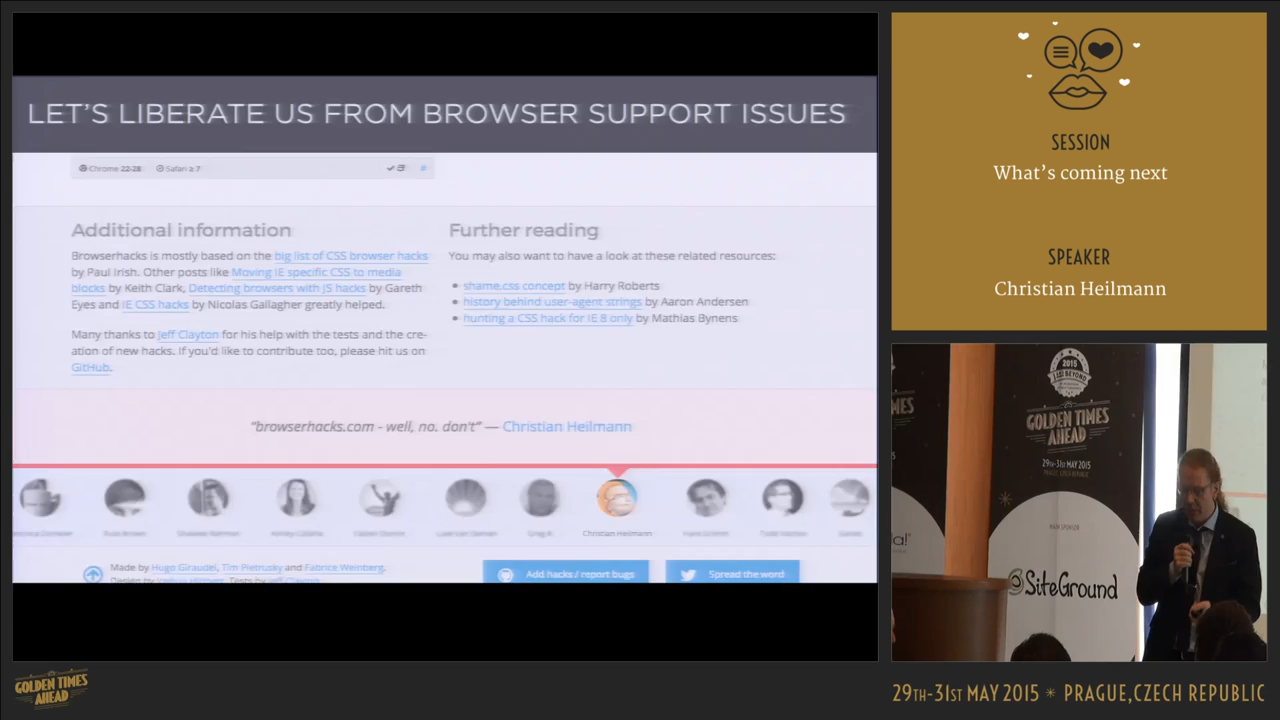 LET'S LIBERATE US FROM BROWSER SUPPORT ISSUES
Chrome 22-28 Safari ≥ 7
Additional information
Browserhacks is mostly based on the big list of CSS browser hacks
by Paul Irish. Other posts like Moving IE specific CSS to media
blocks by Keith Clark, Detecting browsers with JS hacks by Gareth
Eyes and IE CSS hacks by Nicolas Gallagher greatly helped.
Many thanks to Jeff Clayton for his help with the tests and the cre-
ation of new hacks. If you'd like to contribute too, please hit us on
GitHub.
Further reading
You may also want to have a look at these related resources:
shame.css concept by Harry Roberts
history behind user-agent strings by Aaron Andersen
hunting a CSS hack for IE 8 only by Mathias Bynens
"browserhacks.com - well, no. don't" — Christian Heilmann
Christian Heilmann
Made by Hugo Giraudel, Tim Pietrusky and Fabrice Weinberg.
Add hacks / report bugs
Spread the word
SESSION
What's coming next
SPEAKER
Christian Heilmann
2015
GOLDEN TIMES
AHEAD
29TH-31ST MAY 2015
MAIN SPONSOR
SiteGround
GOLDEN TIMES
AHEAD
29TH-31ST MAY 2015 * PRAGUE, CZECH REPUBLIC